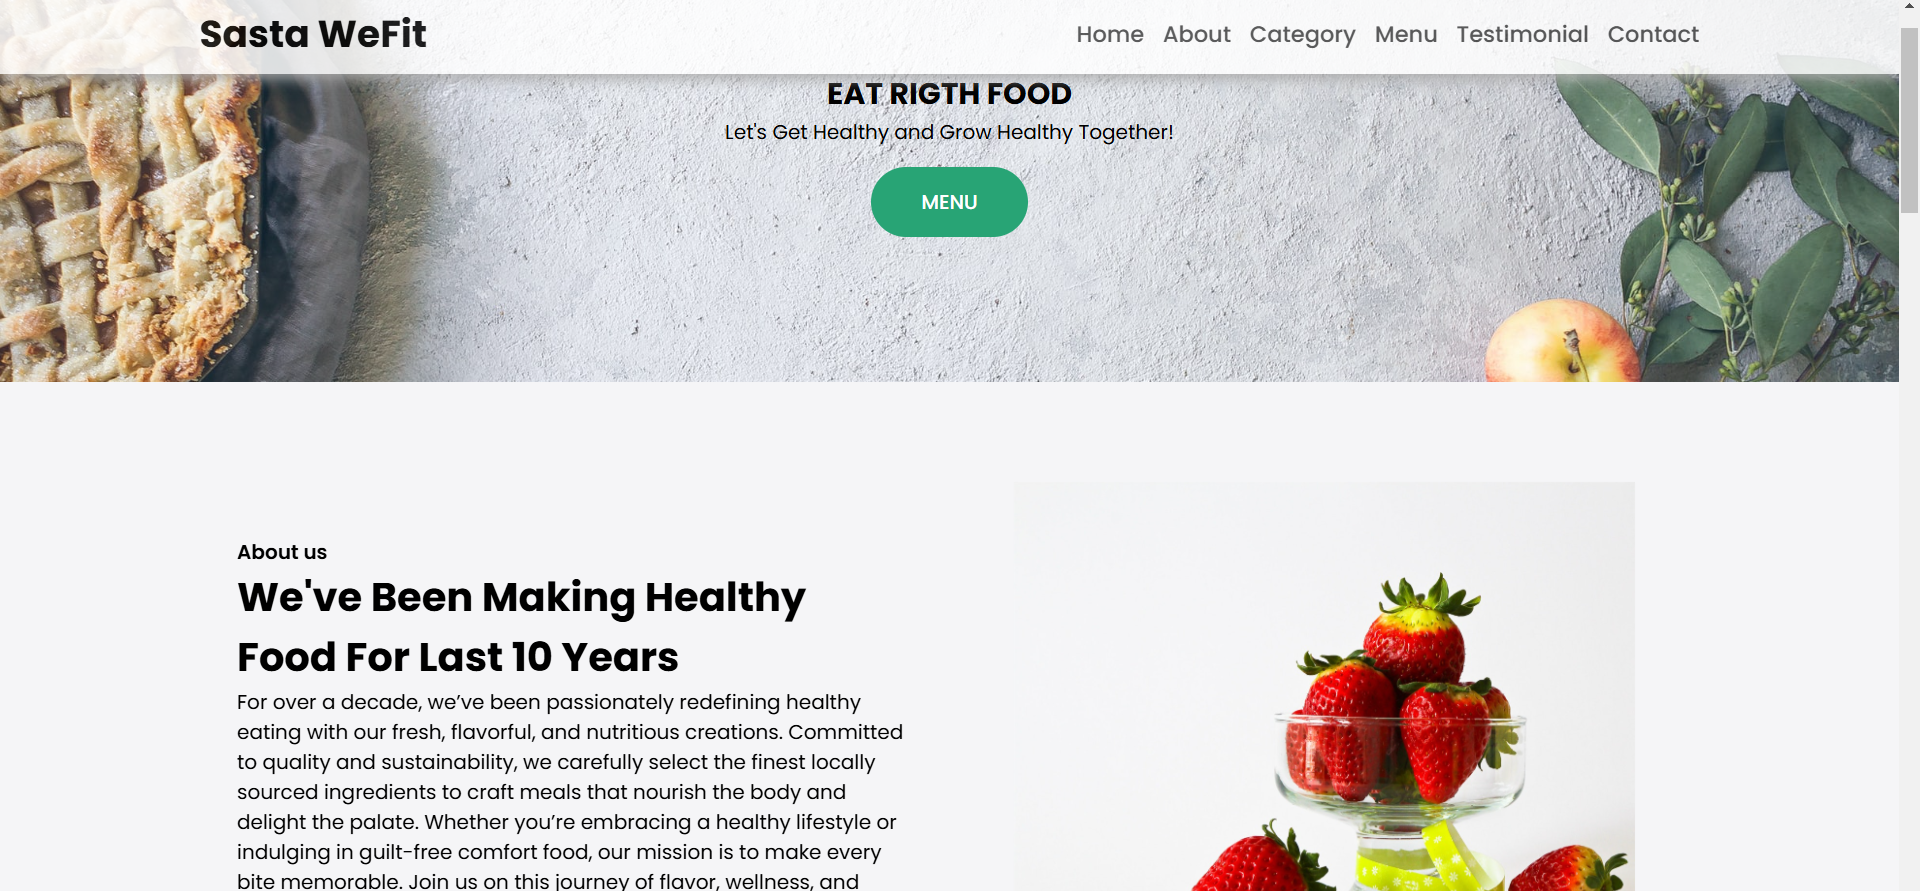 Sasta WeFit
Home About Category Menu Testimonial Contact
EAT RIGTH FOOD
Let's Get Healthy and Grow Healthy Together!
MENU
About us
We've Been Making Healthy
Food For Last 10 Years
For over a decade, we’ve been passionately redefining healthy
eating with our fresh, flavorful, and nutritious creations. Committed
to quality and sustainability, we carefully select the finest locally
sourced ingredients to craft meals that nourish the body and
delight the palate. Whether you’re embracing a healthy lifestyle or
indulging in guilt-free comfort food, our mission is to make every
bite memorable. Join us on this journey of flavor, wellness, and